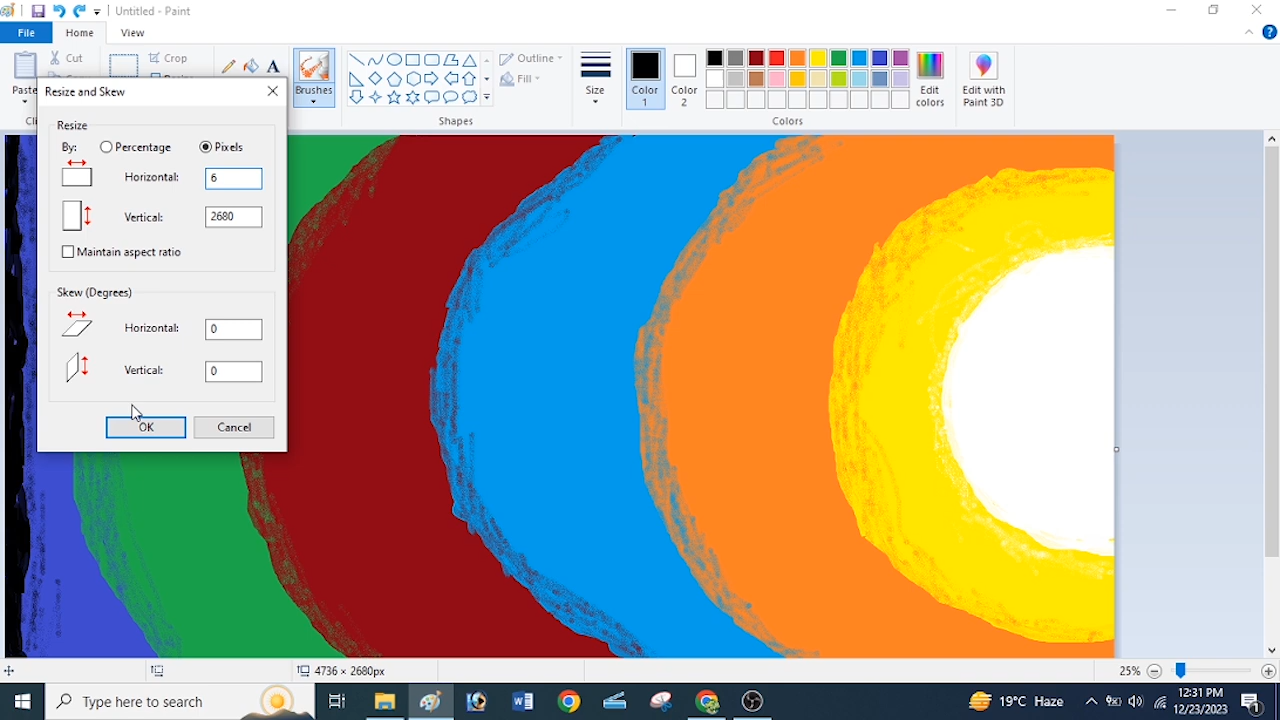 Untitled - Paint
File
Home
View
Paste
Cut
Crop
A
Brushes
Outline
Fill
Size
Color 1
Color 2
Edit colors
Edit with Paint 3D
Shapes
Colors
Resize and Skew
Resize
By:
Percentage
Pixels
Horizontal:
6
Vertical:
2680
Maintain aspect ratio
Skew (Degrees)
Horizontal:
0
Vertical:
0
OK
Cancel
4736 × 2680px
25%
Type here to search
19°C Haze
12:31 PM
12/23/2023
1